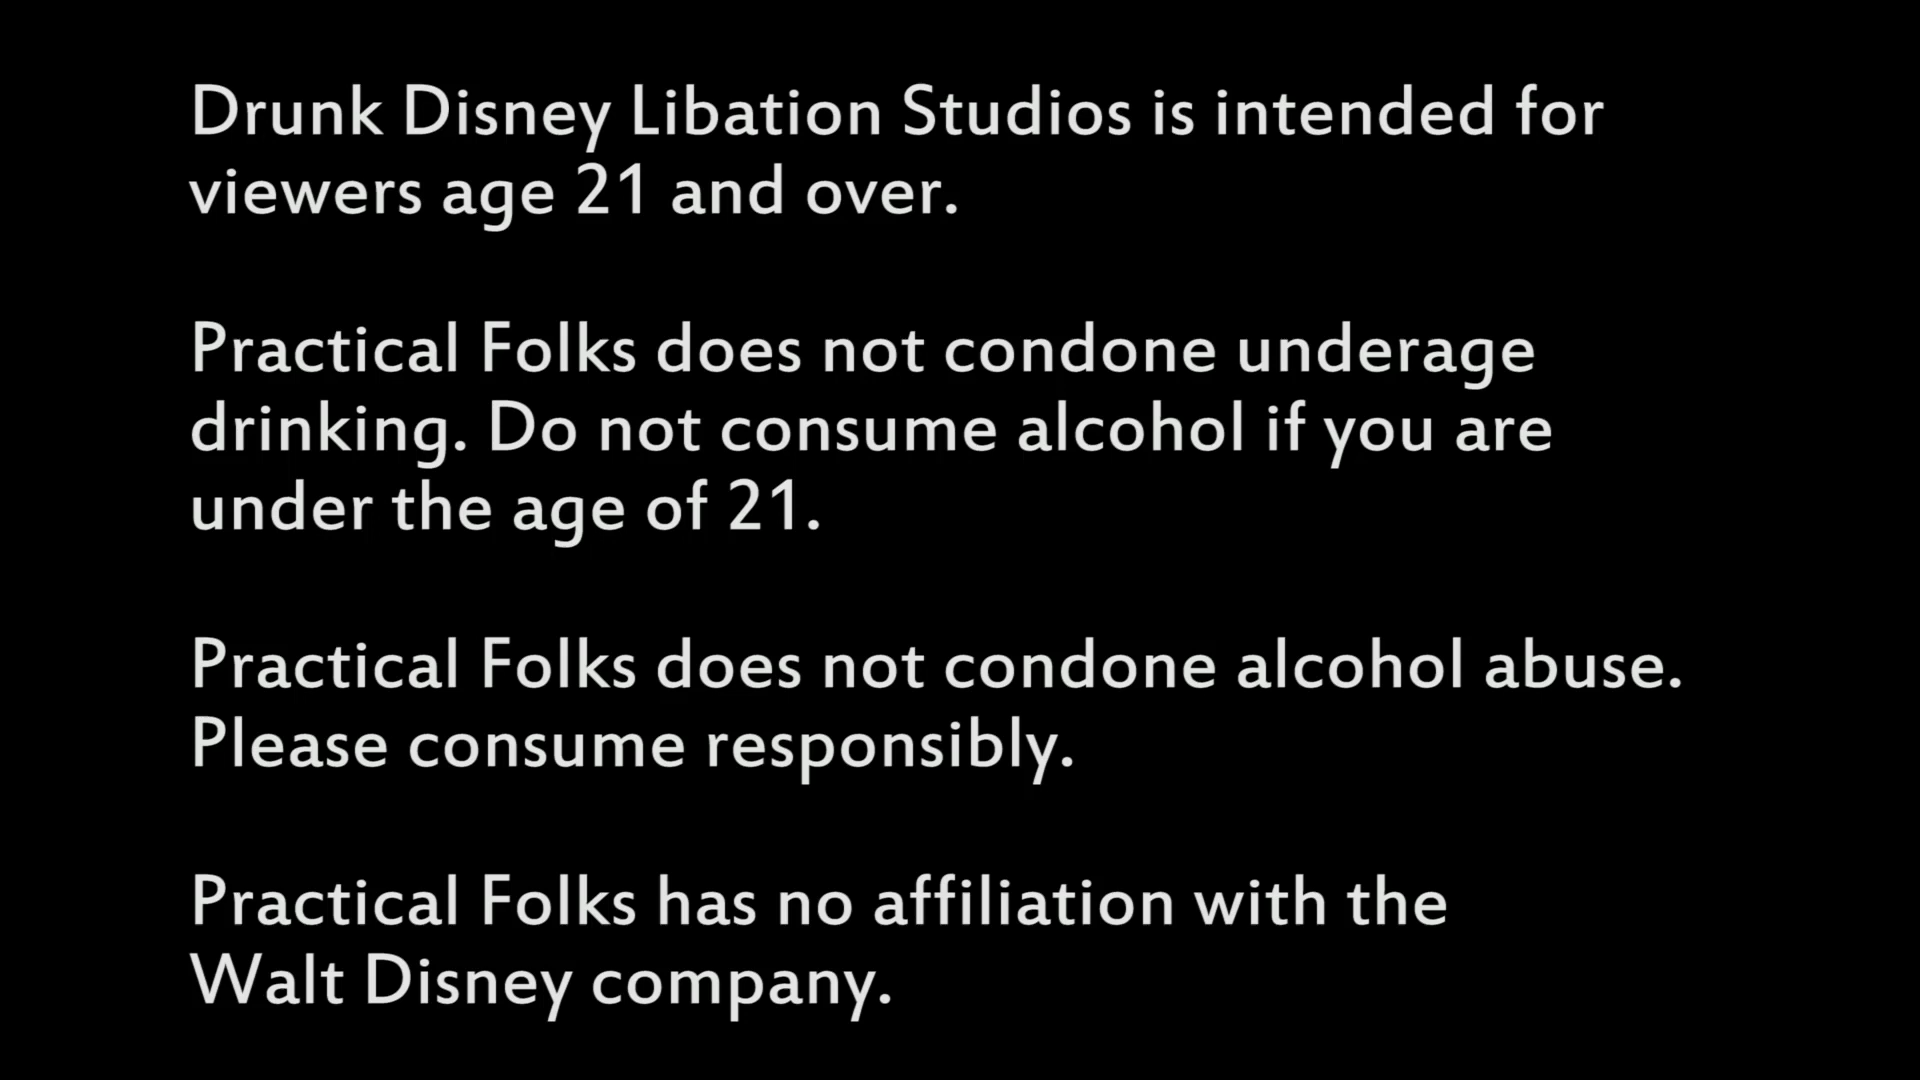 Drunk Disney Libation Studios is intended for
viewers age 21 and over.
Practical Folks does not condone underage
drinking. Do not consume alcohol if you are
under the age of 21.
Practical Folks does not condone alcohol abuse.
Please consume responsibly.
Practical Folks has no affiliation with the
Walt Disney company.